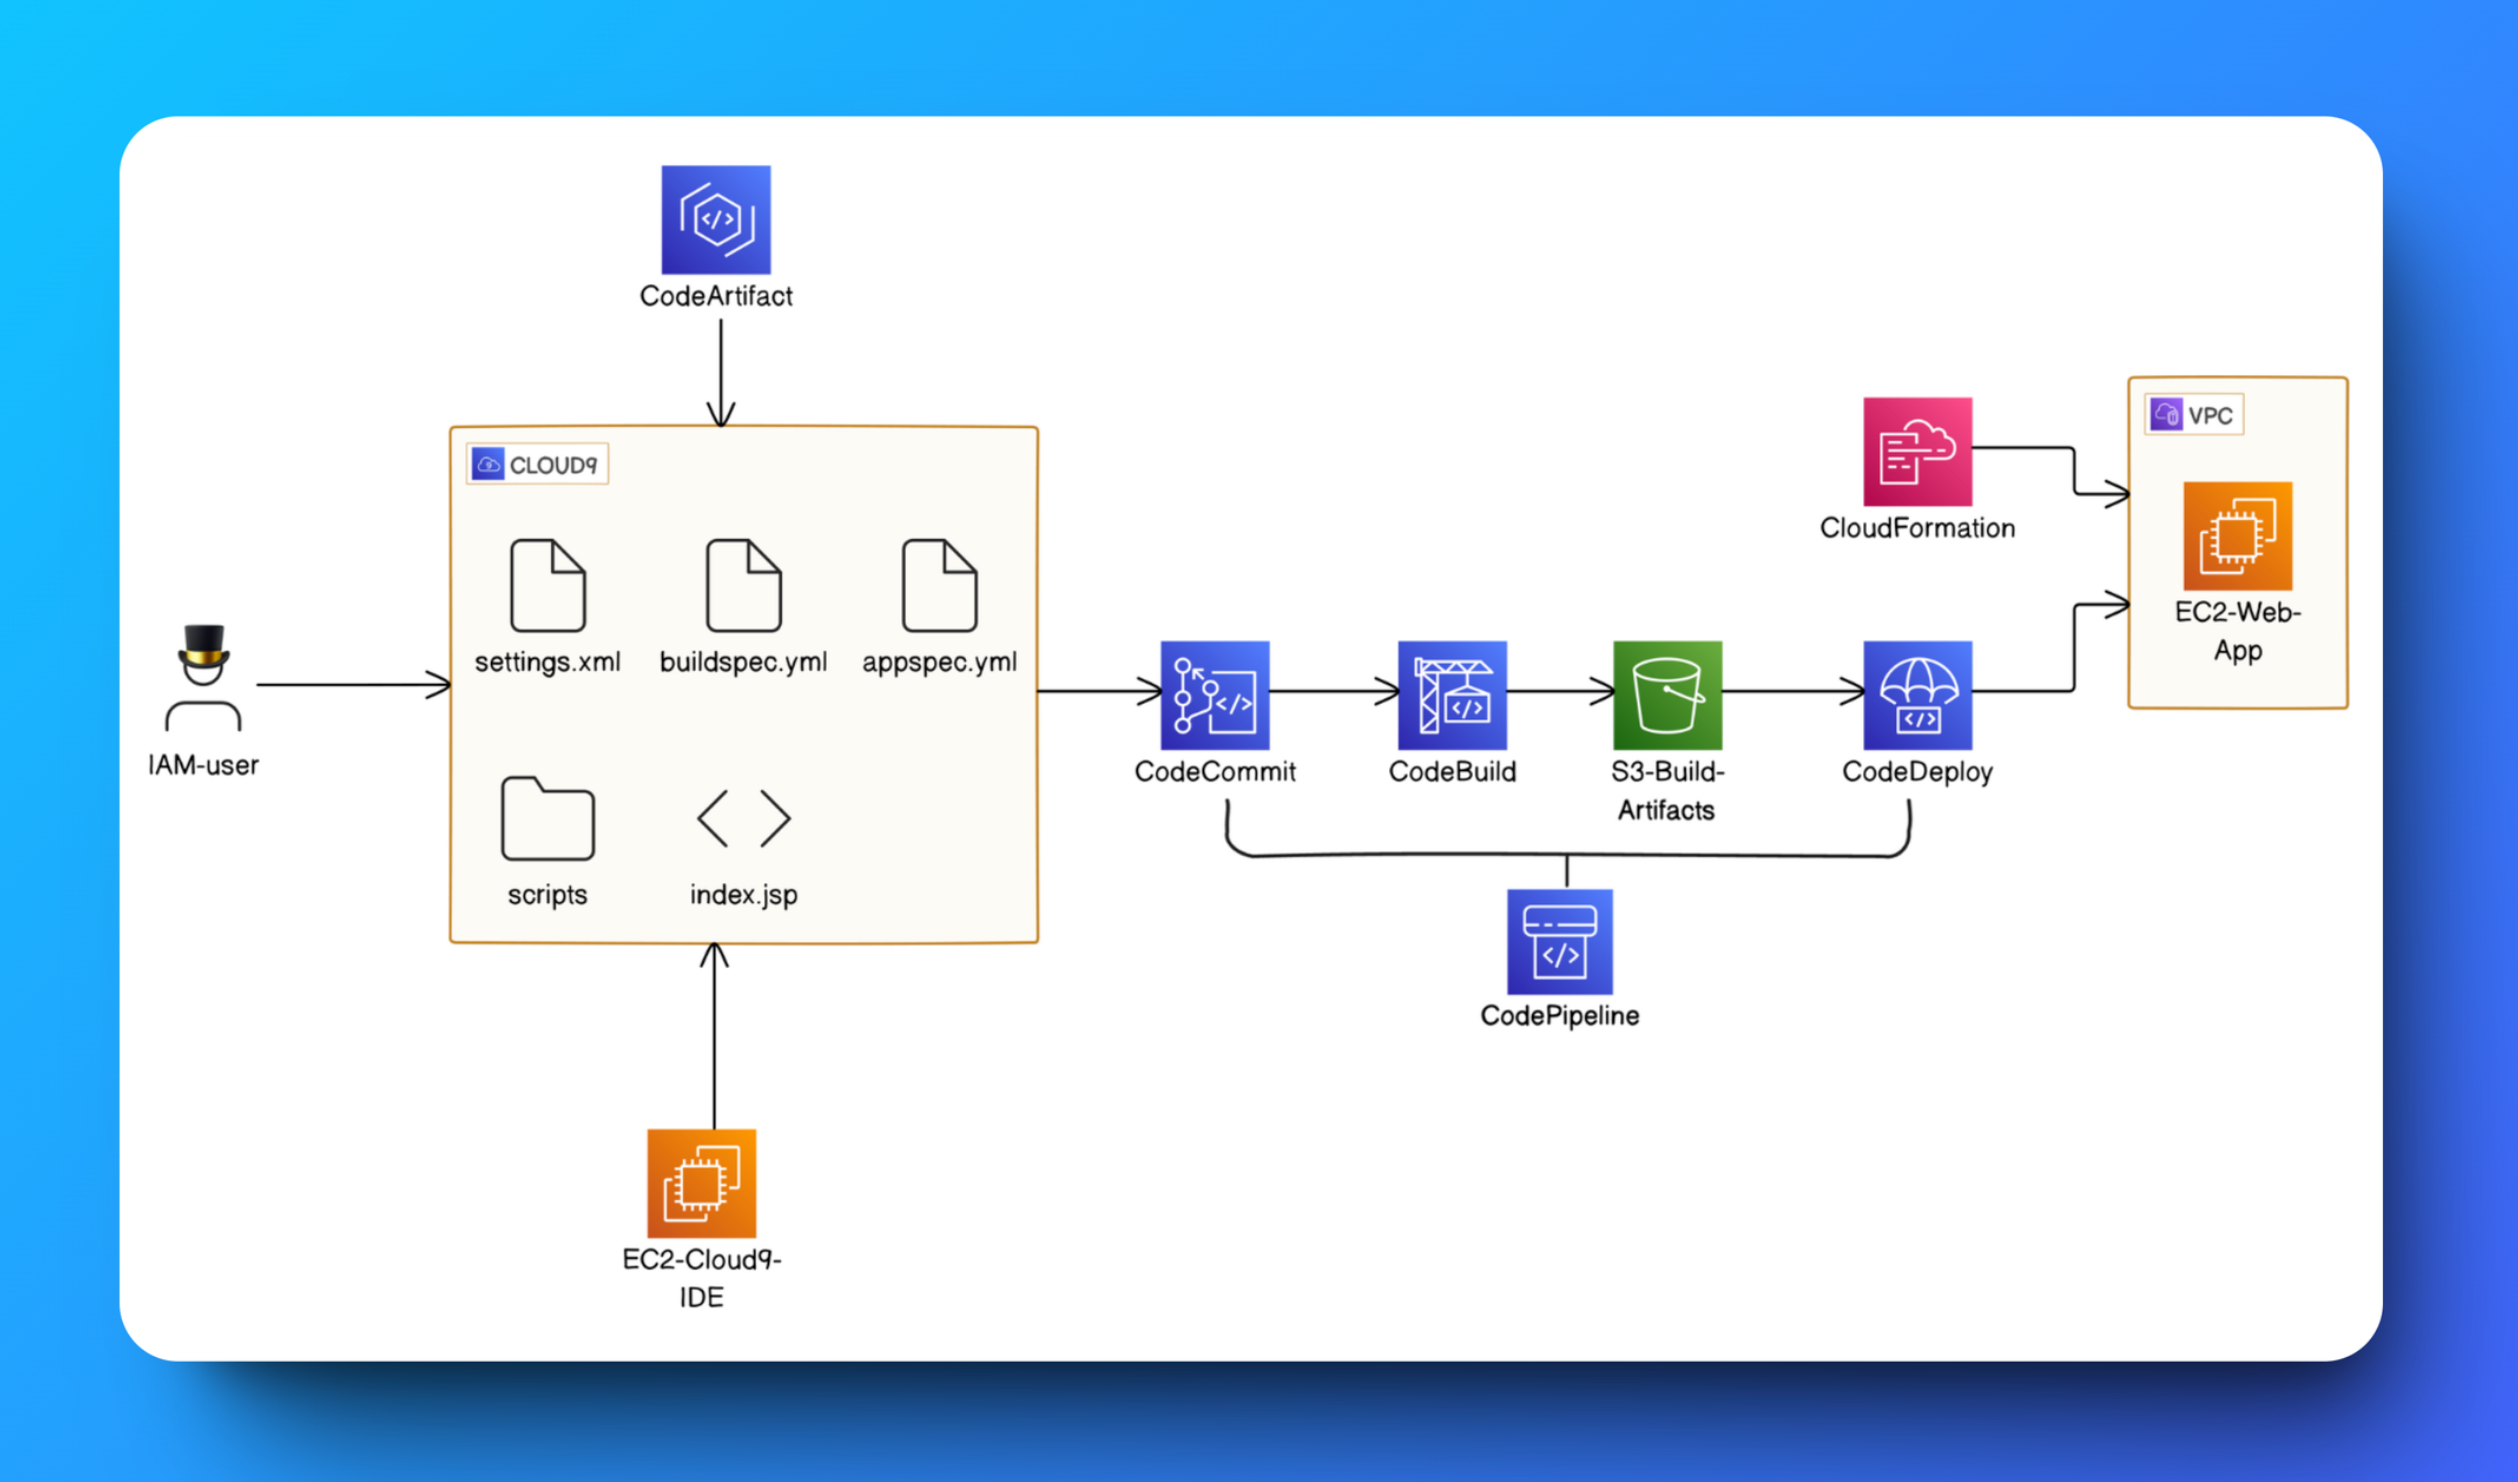 CodeArtifact
CLOUD9
settings.xml
buildspec.yml
appspec.yml
scripts
index.jsp
IAM-user
EC2-Cloud9-
IDE
CodeCommit
CodeBuild
S3-Build-
Artifacts
CodeDeploy
CodePipeline
CloudFormation
VPC
EC2-Web-
App